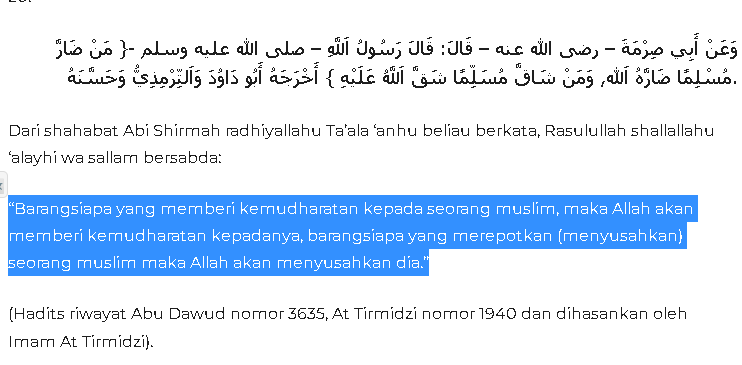 وَعَنْ أَبِي صِرْمَةَ – رضى الله عنه – قَالَ: قَالَ رَسُولُ اَللَّهِ – صلى الله عليه وسلم -{ مَنْ ضَارَّ
مُسْلِمًا ضَارَّهُ اَللَّهُ, وَمَنْ شَاقَّ مُسَلِّمًا شَقَّ اَللَّهُ عَلَيْهِ } أَخْرَجَهُ أَبُو دَاوُدَ وَاَلتِّرْمِذِيُّ وَحَسَّنَهُ.
Dari shahabat Abi Shirmah radhiyallahu Ta’ala ‘anhu beliau berkata, Rasulullah shallallahu
‘alayhi wa sallam bersabda:
“Barangsiapa yang memberi kemudharatan kepada seorang muslim, maka Allah akan
memberi kemudharatan kepadanya, barangsiapa yang merepotkan (menyusahkan)
seorang muslim maka Allah akan menyusahkan dia.”
(Hadits riwayat Abu Dawud nomor 3635, At Tirmidzi nomor 1940 dan dihasankan oleh
Imam At Tirmidzi).